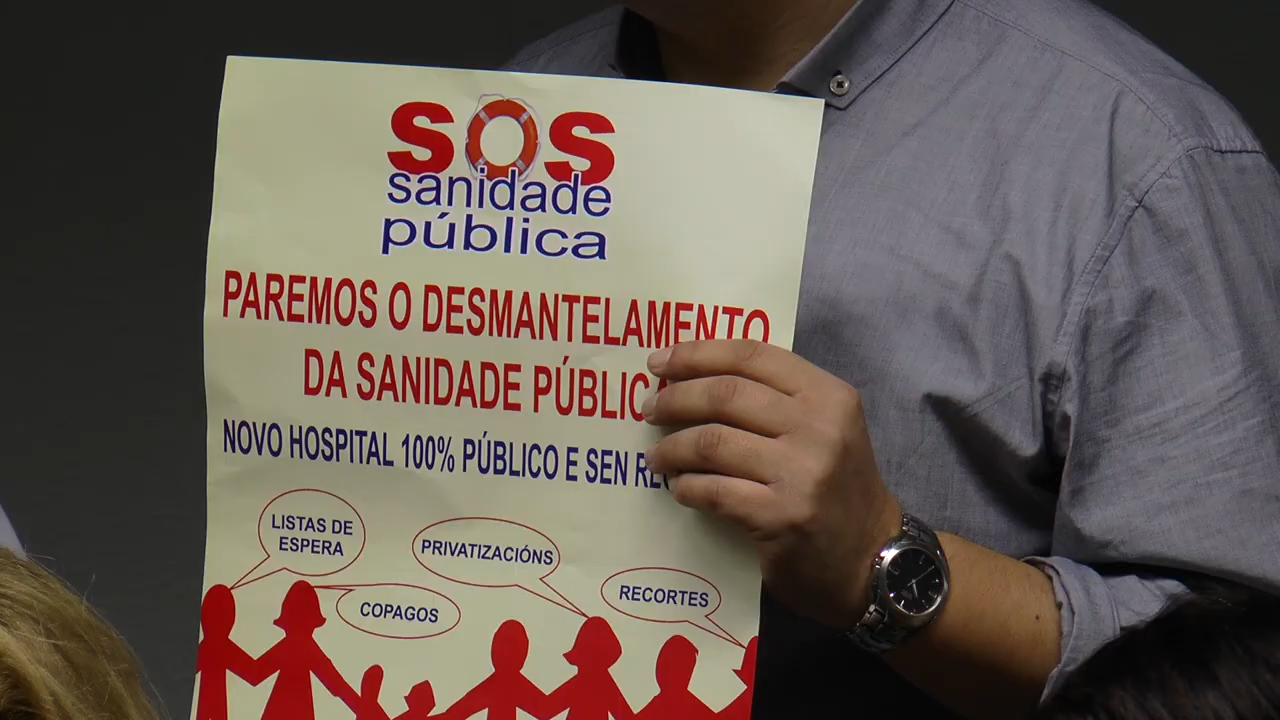 SOS
sanidade
pública
PAREMOS O DESMANTELAMENTO
DA SANIDADE PÚBLICA
NOVO HOSPITAL 100% PÚBLICO E SEN
LISTAS DE
ESPERA
PRIVATIZACIÓNS
COPAGOS
RECORTES